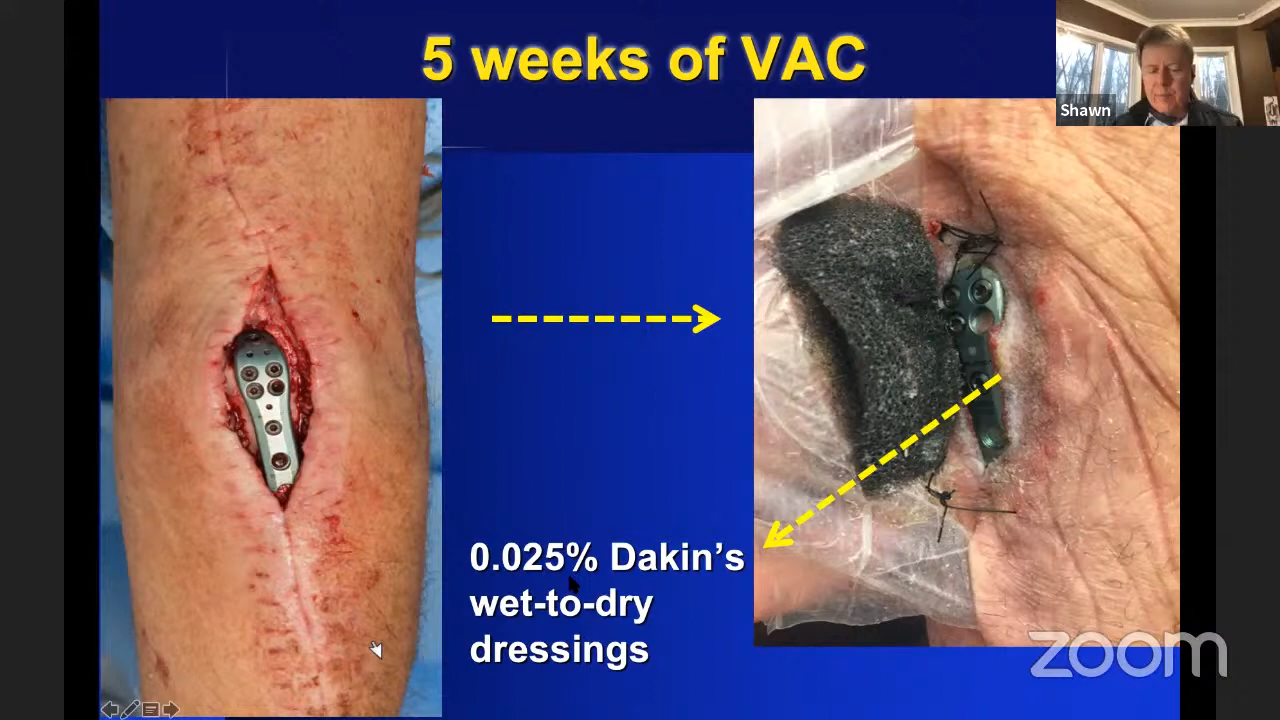 5 weeks of VAC
Shawn
0.025% Dakin’s
wet-to-dry
dressings
zoom